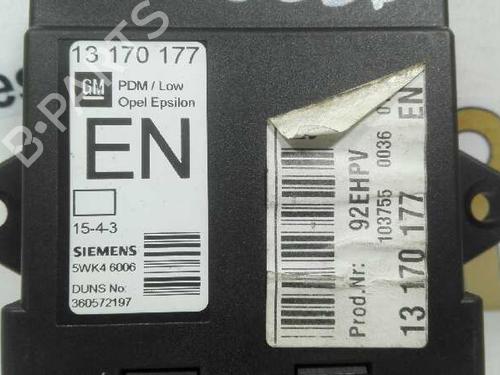 13 170 177
GM
PDM / Low
Opel Epsilon
EN
15-4-3
SIEMENS
5WK4 6006
DUNS No:
360572197
Prod.Nr: 92EHPV
103755 0036
13 170 177 EN
B-PARTS